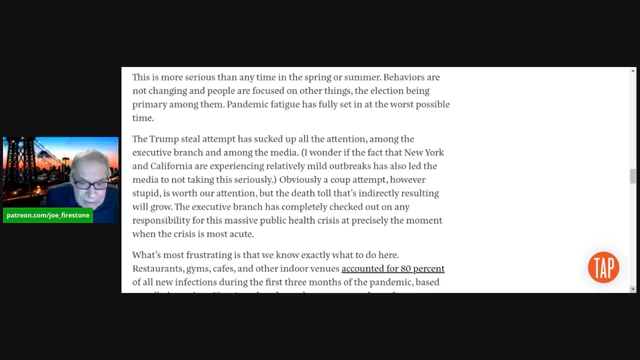 This is more serious than any time in the spring or summer. Behaviors are
not changing and people are focused on other things, the election being
primary among them. Pandemic fatigue has fully set in at the worst possible
time.
The Trump steal attempt has sucked up all the attention, among the
executive branch and among the media. (I wonder if the fact that New York
and California are experiencing relatively mild outbreaks has also led the
media to not taking this seriously.) Obviously a coup attempt, however
stupid, is worth our attention, but the death toll that's indirectly resulting
will grow. The executive branch has completely checked out on any
responsibility for this massive public health crisis at precisely the moment
when the crisis is most acute.
What's most frustrating is that we know exactly what to do here.
Restaurants, gyms, cafes, and other indoor venues accounted for 80 percent
of all new infections during the first three months of the pandemic, based
patreon.com/joe_firestone
TAP